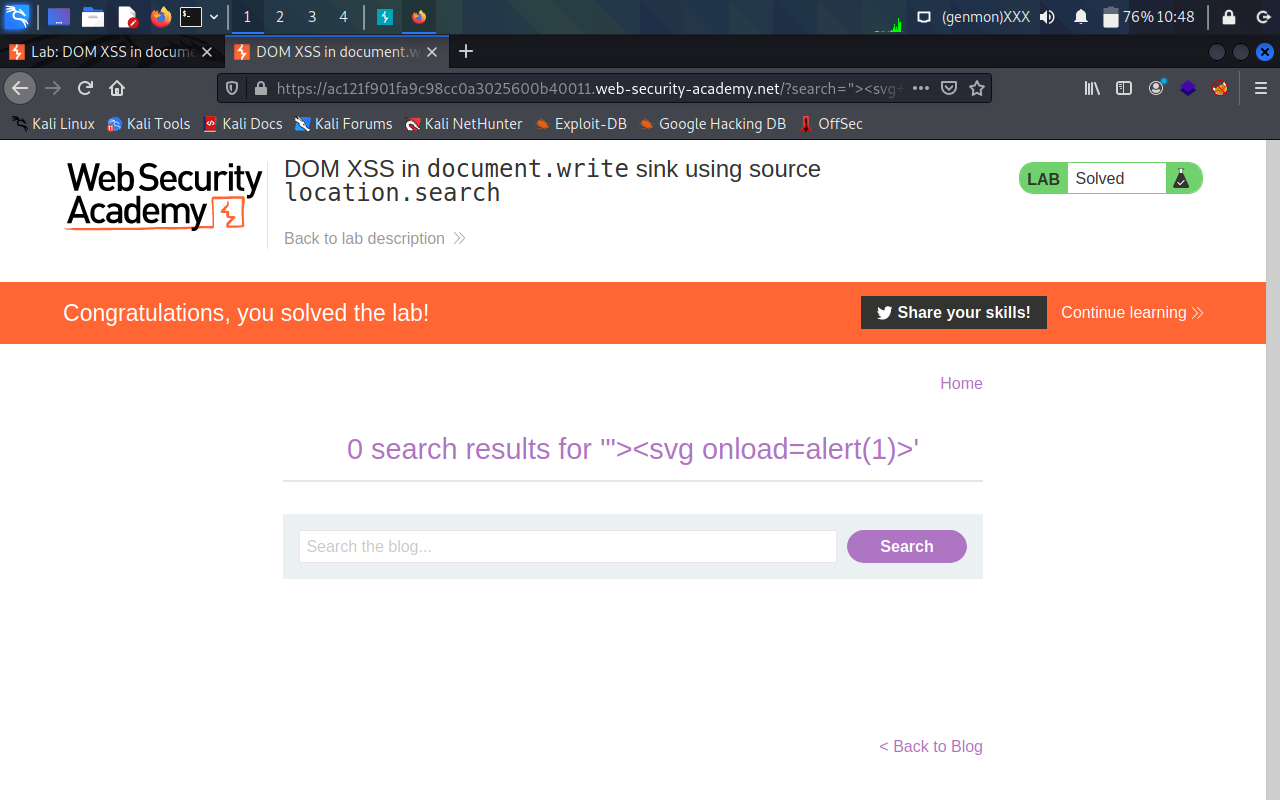 1 2 3 4 (genmon)XXX 76% 10:48
Lab: DOM XSS in docume DOM XSS in document.w
https://ac121f901fa9c98cc0a3025600b40011.web-security-academy.net/?search="><svg+
Kali Linux Kali Tools Kali Docs Kali Forums Kali NetHunter Exploit-DB Google Hacking DB OffSec
Web Security
Academy
DOM XSS in document.write sink using source
location.search
Back to lab description
LAB Solved
Congratulations, you solved the lab!
Share your skills! Continue learning
Home
0 search results for '"><svg onload=alert(1)>'
Search the blog... Search
< Back to Blog